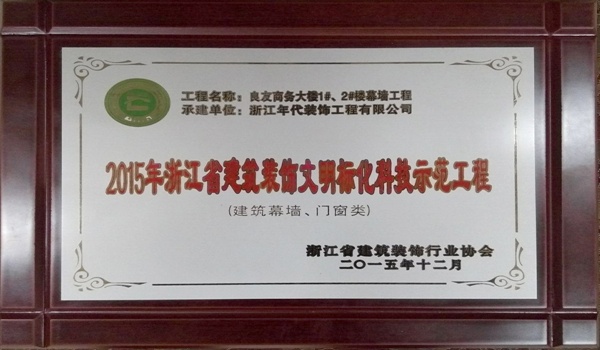 工程名称：良友商务大楼1#、2#楼幕墙工程
承建单位：浙江年代装饰工程有限公司
2015年浙江省建筑装饰文明标化科技示范工程
(建筑幕墙、门窗类)
浙江省建筑装饰行业协会
二〇一五年十二月